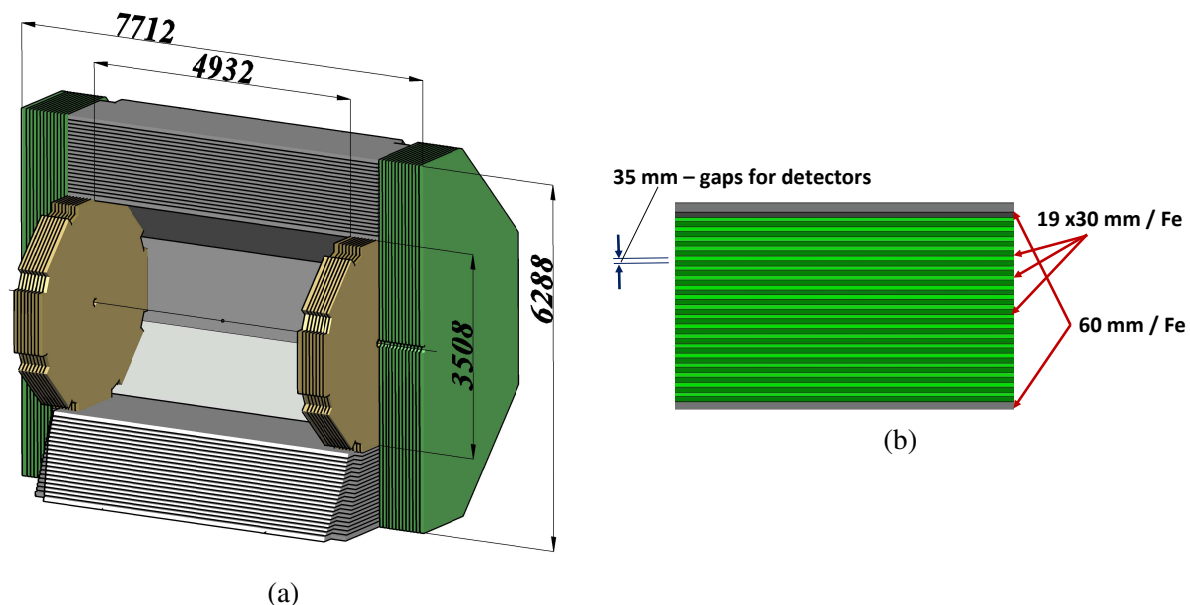 7712
4932
3508
6288
(a)
35 mm – gaps for detectors
19 x30 mm / Fe
60 mm / Fe
(b)